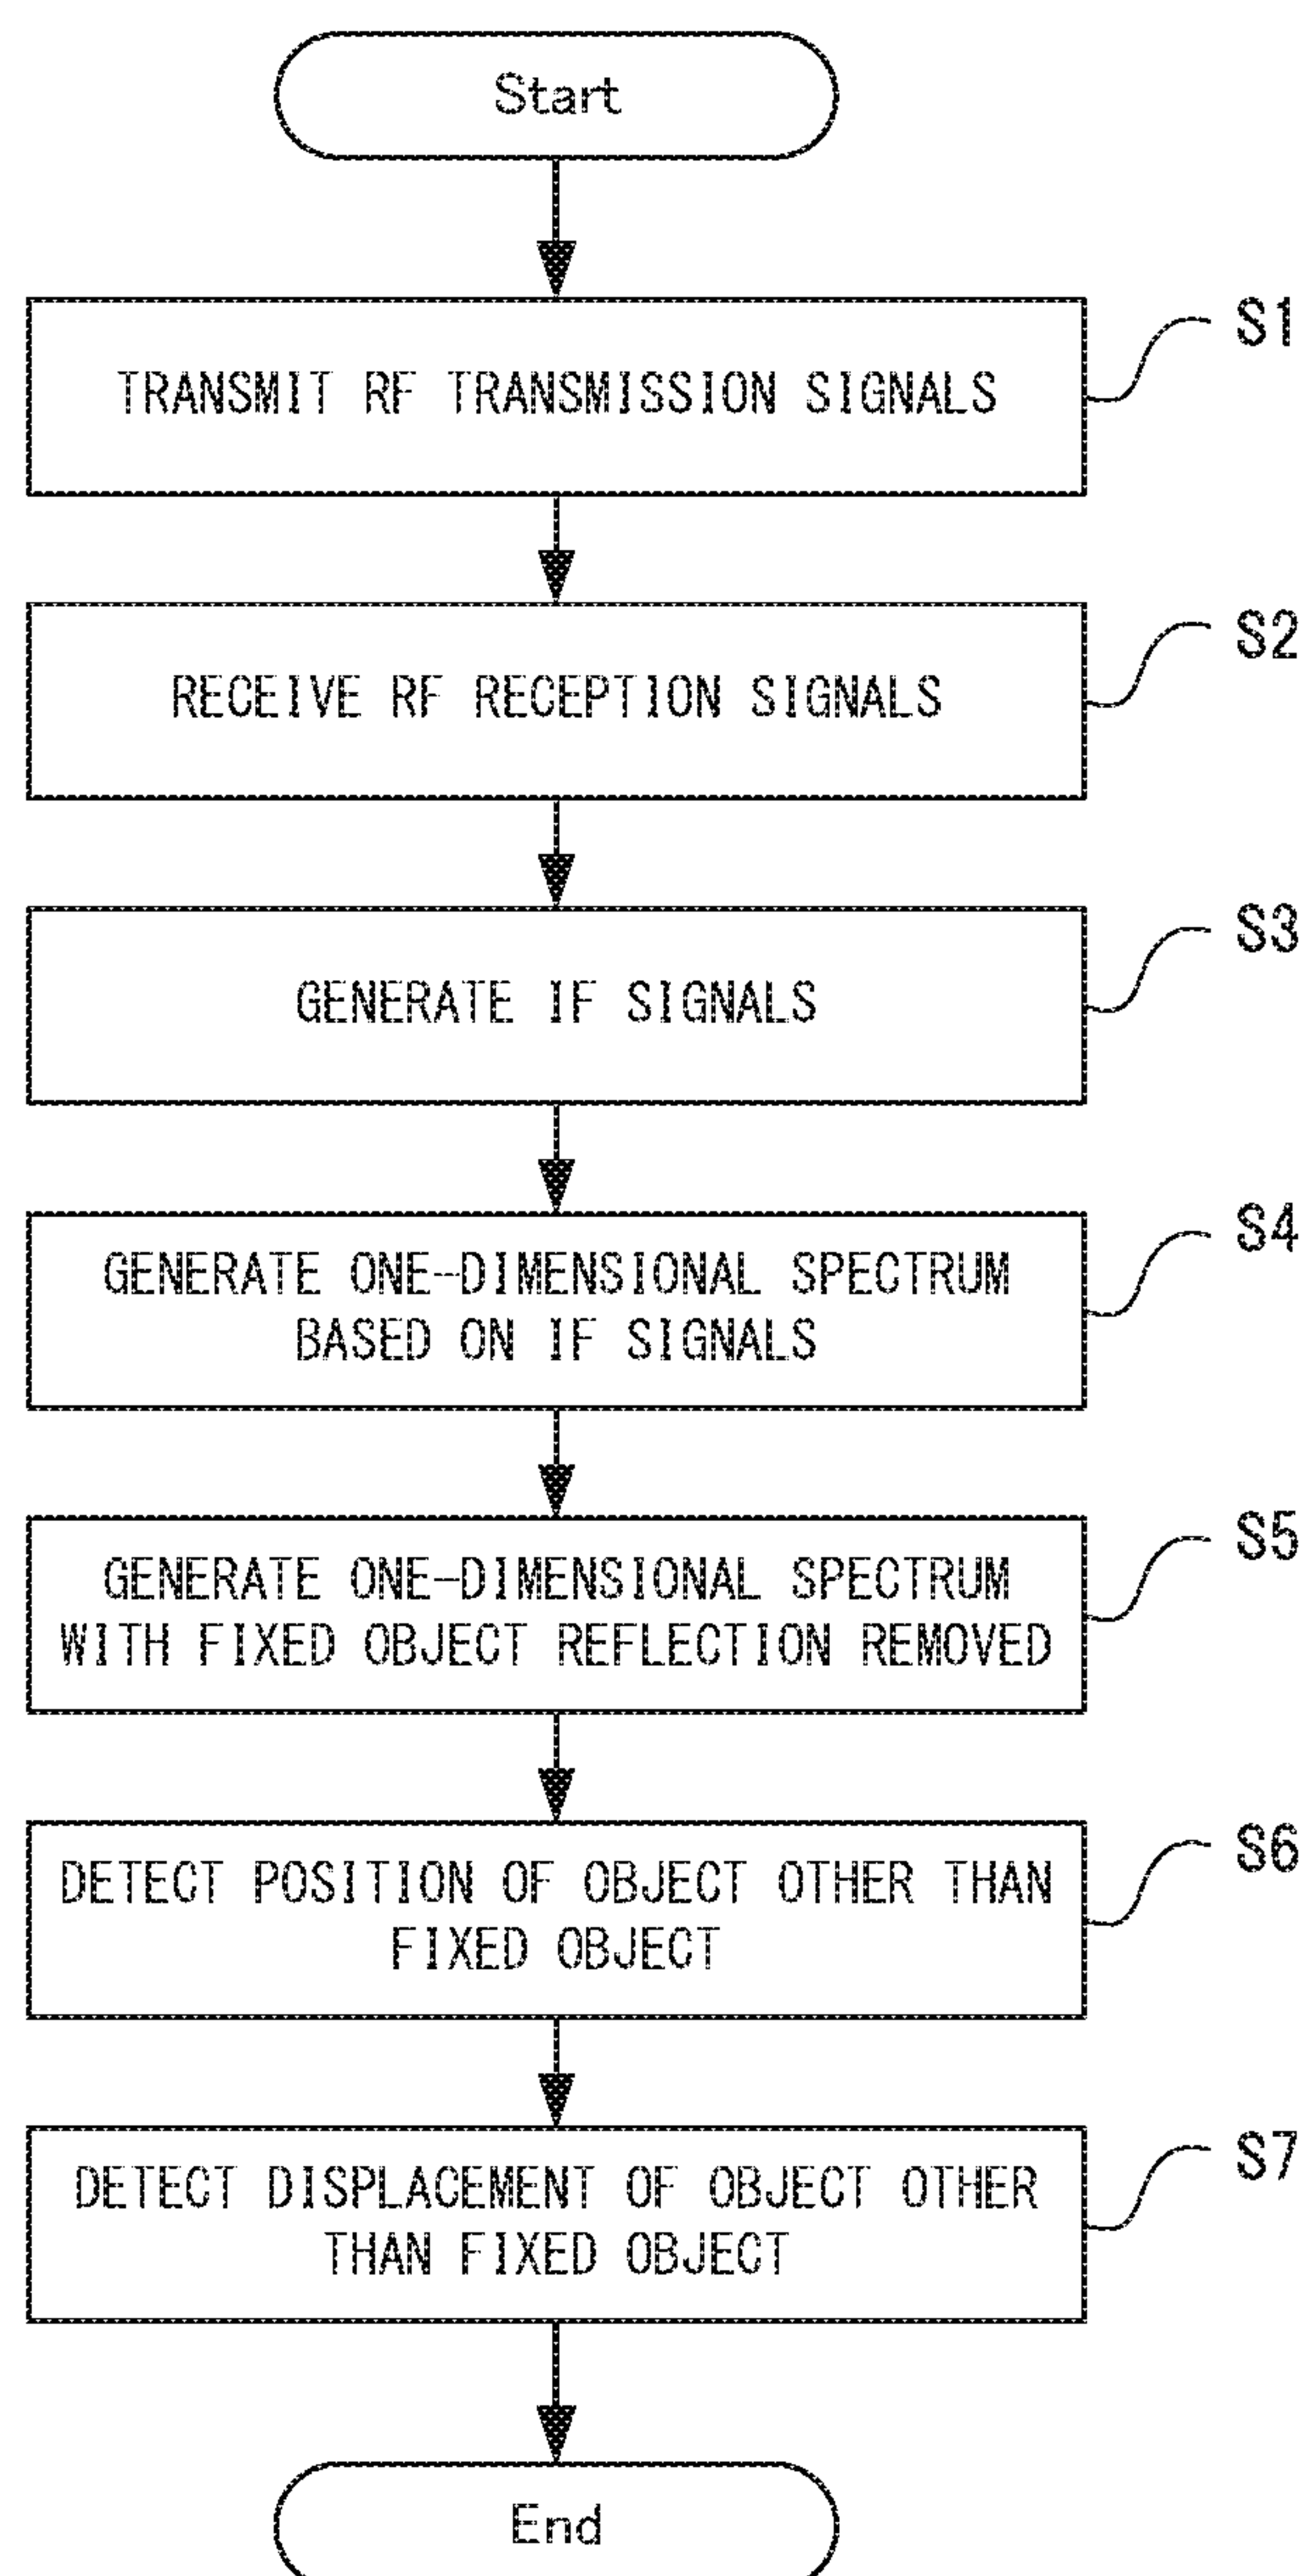 Start
TRANSMIT RF TRANSMISSION SIGNALS
S1
RECEIVE RF RECEPTION SIGNALS
S2
GENERATE IF SIGNALS
S3
GENERATE ONE-DIMENSIONAL SPECTRUM
BASED ON IF SIGNALS
S4
GENERATE ONE-DIMENSIONAL SPECTRUM
WITH FIXED OBJECT REFLECTION REMOVED
S5
DETECT POSITION OF OBJECT OTHER THAN
FIXED OBJECT
S6
DETECT DISPLACEMENT OF OBJECT OTHER
THAN FIXED OBJECT
S7
End